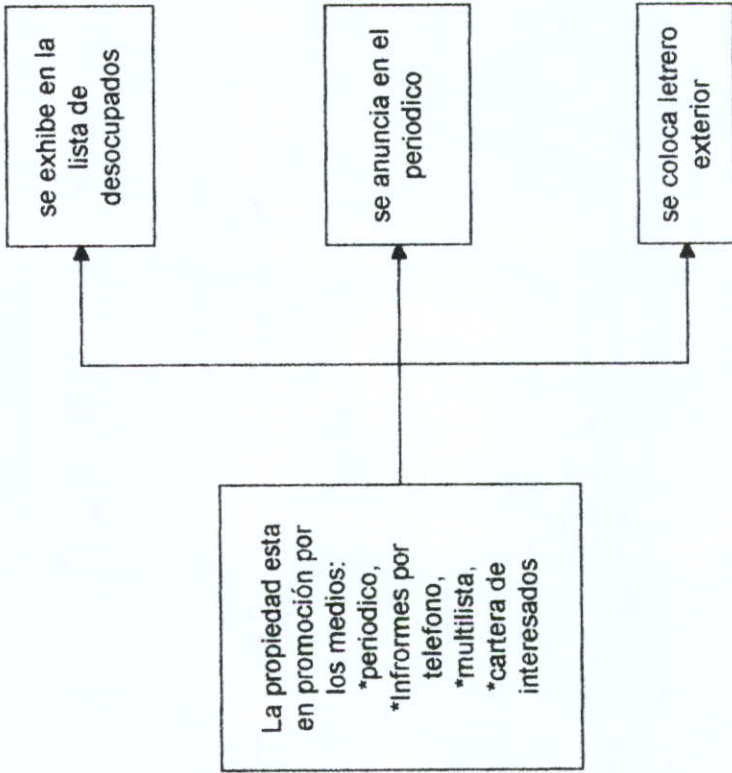 La propiedad esta
en promoción por
los medios:
*periodico,
*Infrormes por
telefono,
*multilista,
*cartera de
interesados
se exhibe en la
lista de
desocupados
se anuncia en el
periodico
se coloca letrero
exterior